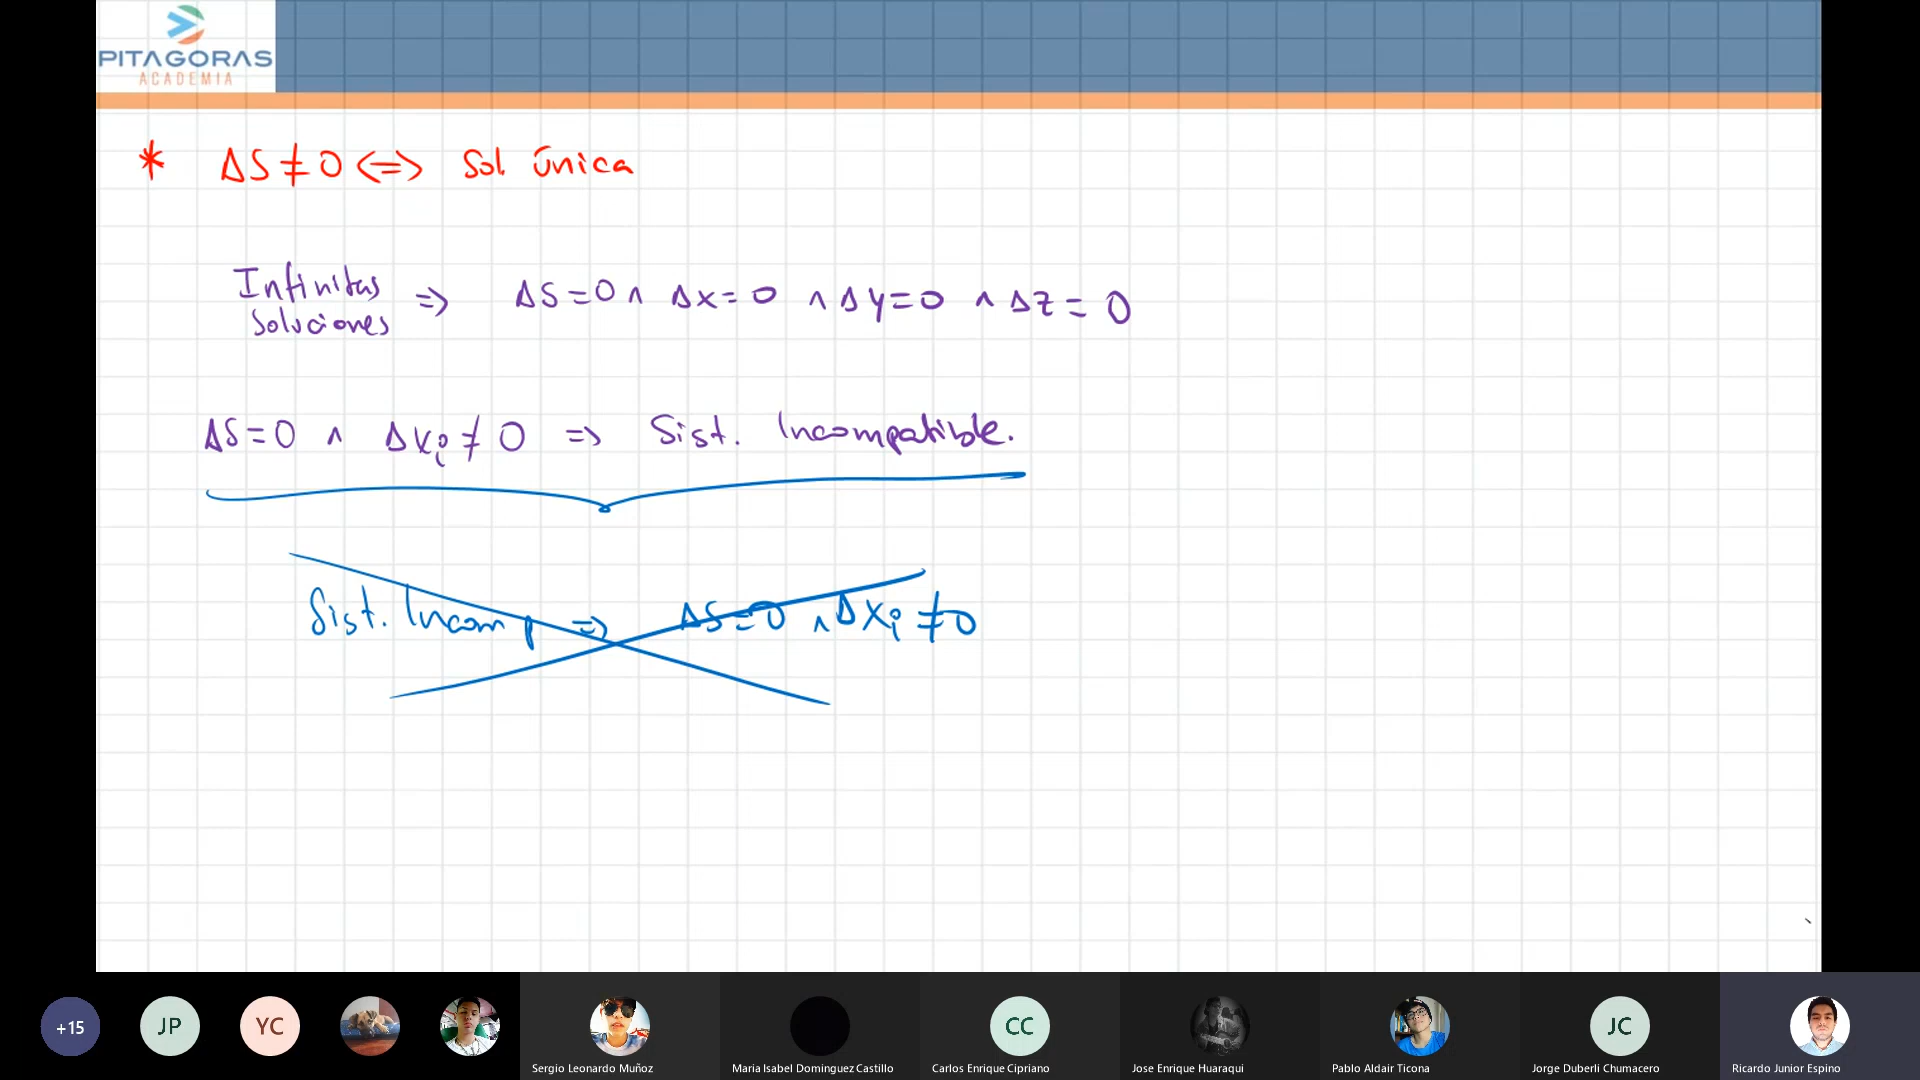 PITAGORAS
ACADEMIA
* ΔS ≠ 0 <=> Sol. única
Infinitas
Soluciones => ΔS = 0 ∧ Δx = 0 ∧ Δy = 0 ∧ Δz = 0
ΔS = 0 ∧ Δxi ≠ 0 => Sist. Incompatible.
Sist. Incomp => ΔS = 0 ∧ Δxi ≠ 0
+15
JP
YC
CC
JC
Sergio Leonardo Muñoz
Maria Isabel Dominguez Castillo
Carlos Enrique Cipriano
Jose Enrique Huaraqui
Pablo Aldair Ticona
Jorge Duberli Chumacero
Ricardo Junior Espino